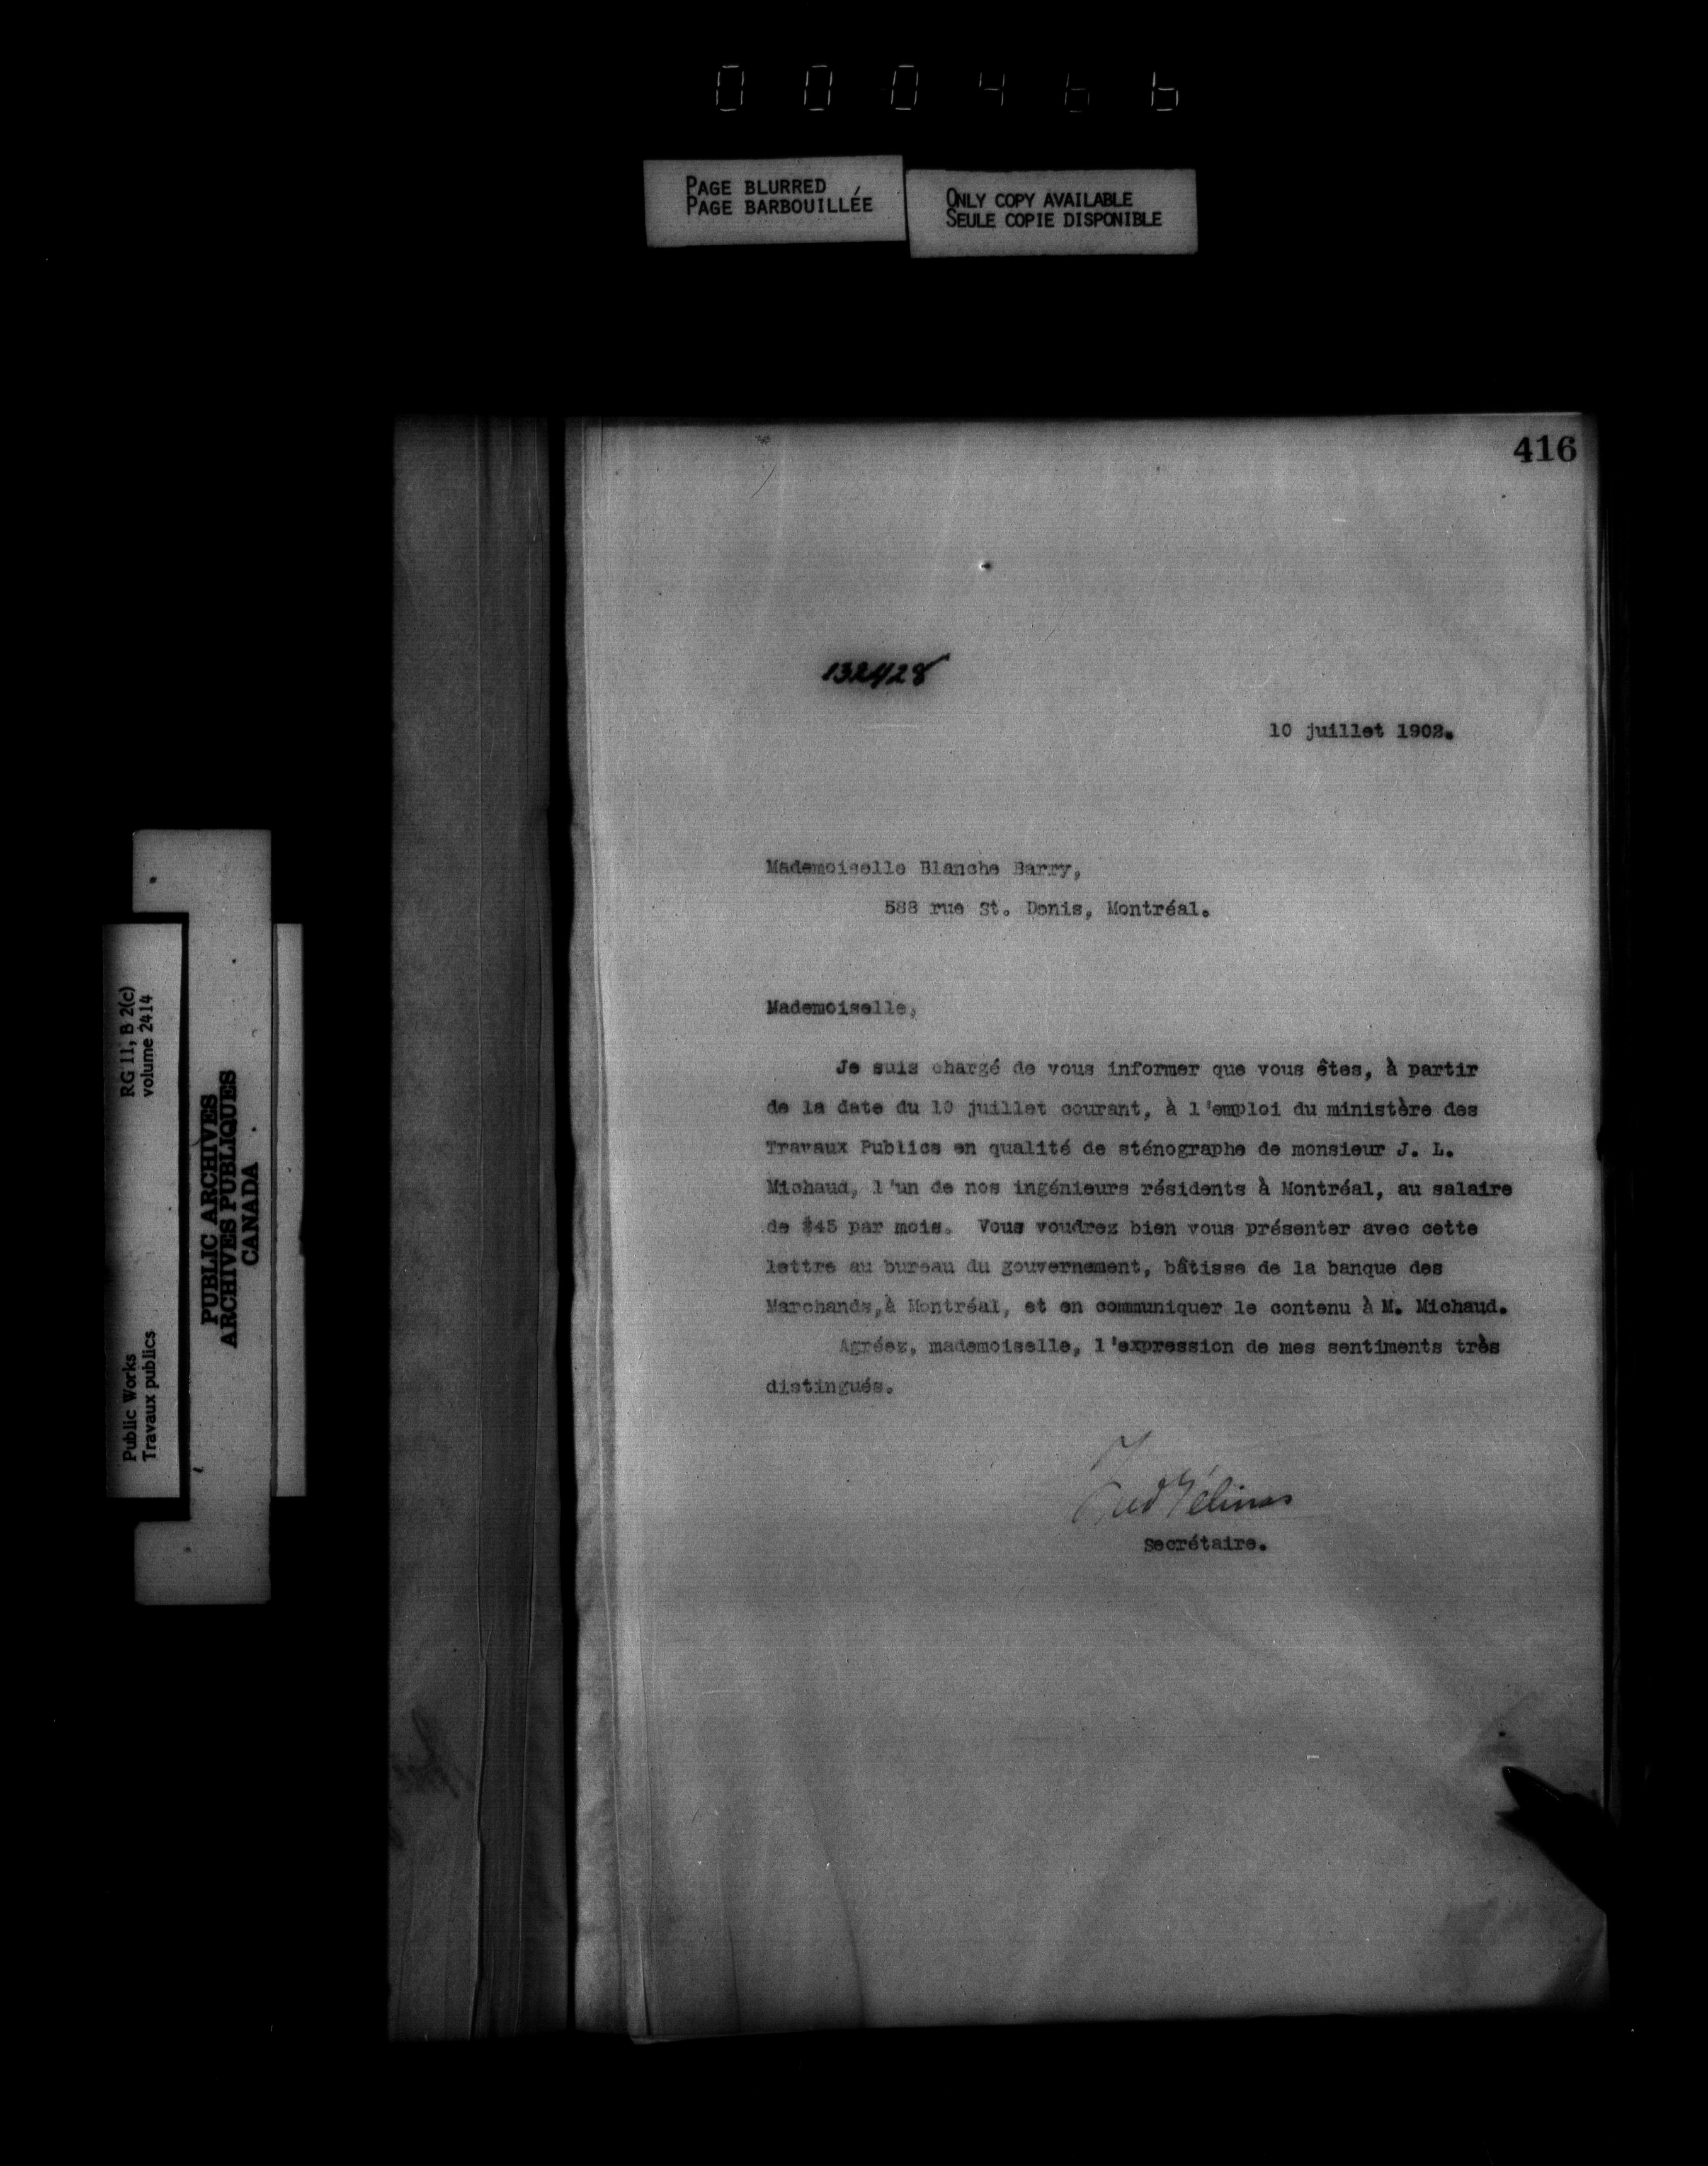 000466
PAGE BLURRED
PAGE BARBOUILLÉE
ONLY COPY AVAILABLE
SEULE COPIE DISPONIBLE
416
132428
10 juillet 1902.
Mademoiselle Blanche Barry,
588 rue St. Denis, Montréal.
Mademoiselle,
Je suis chargé de vous informer que vous êtes, à partir
de la date du 10 juillet courant, à l'emploi du ministère des
Travaux Publics en qualité de sténographe de monsieur J. L.
Michaud, l'un de nos ingénieurs résidents à Montréal, au salaire
de $45 par mois. Vous voudrez bien vous présenter avec cette
lettre au bureau du gouvernement, bâtisse de la banque des
Marchands, à Montréal, et en communiquer le contenu à M. Michaud.
Agréez, mademoiselle, l'expression de mes sentiments très
distingués.
Fred Gélinas
Secrétaire.
RG 11, B 2(c)
volume 2414
Public Works
Travaux publics
PUBLIC ARCHIVES
ARCHIVES PUBLIQUES
CANADA